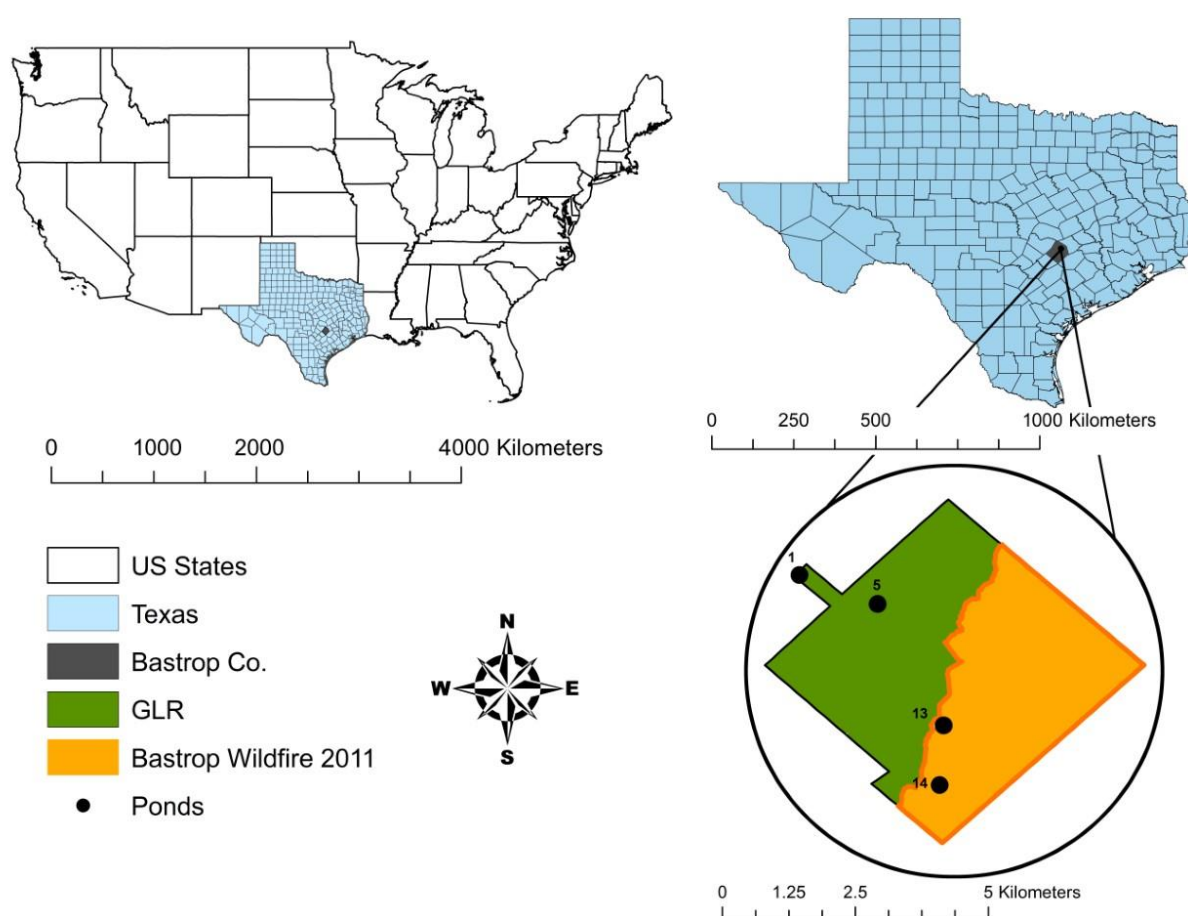 0 1000 2000 4000 Kilometers
0 250 500 1000 Kilometers
US States
Texas
Bastrop Co.
GLR
Bastrop Wildfire 2011
Ponds
N
W E
S
1
5
13
14
0 1.25 2.5 5 Kilometers